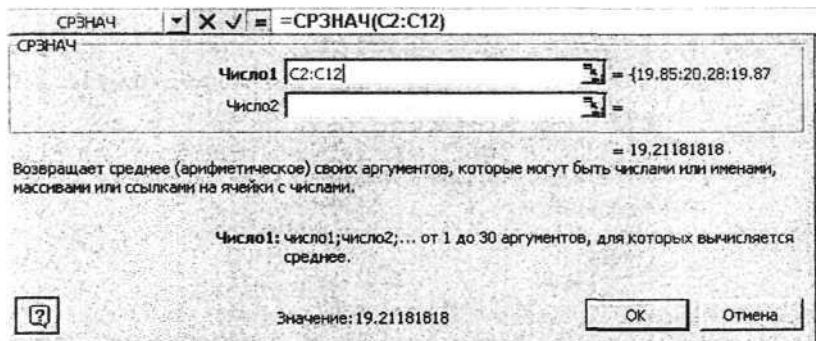 СРЗНАЧ =СРЗНАЧ(C2:C12)
СРЗНАЧ
Число1 C2:C12 = {19.85:20.28:19.87
Число2 =
= 19.21181818
Возвращает среднее (арифметическое) своих аргументов, которые могут быть числами или именами,
массивами или ссылками на ячейки с числами.
Число1: число1;число2;... от 1 до 30 аргументов, для которых вычисляется
среднее.
Значение:19.21181818 OK Отмена